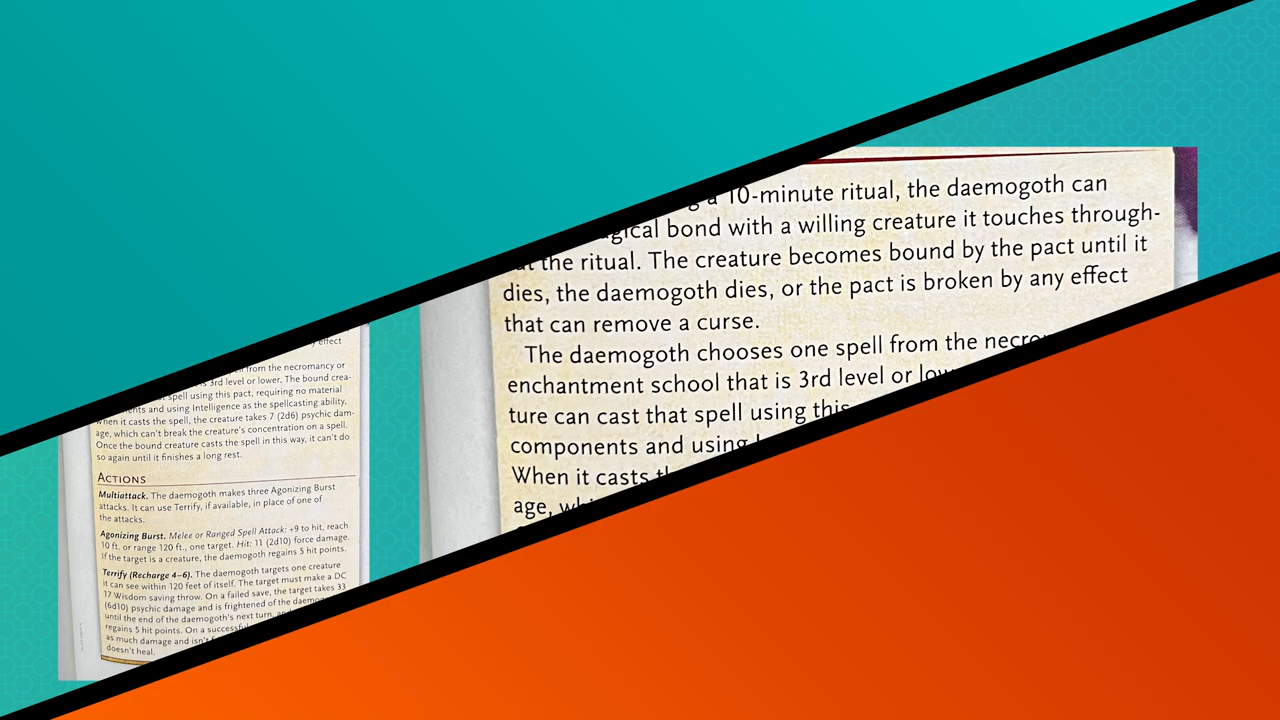 effect
from the necromancy or
is 3rd level or lower. The bound crea-
spell using this pact, requiring no material
and using Intelligence as the spellcasting ability.
When it casts the spell, the creature takes 7 (2d6) psychic dam-
age, which can't break the creature's concentration on a spell.
Once the bound creature casts the spell in this way, it can't do
so again until it finishes a long rest.
ACTIONS
Multiattack. The daemogoth makes three Agonizing Burst
attacks. It can use Terrify, if available, in place of one of
the attacks.
Agonizing Burst. Melee or Ranged Spell Attack: +9 to hit, reach
10 ft. or range 120 ft., one target. Hit: 11 (2d10) force damage.
If the target is a creature, the daemogoth regains 5 hit points.
Terrify (Recharge 4–6). The daemogoth targets one creature
it can see within 120 feet of itself. The target must make a DC
17 Wisdom saving throw. On a failed save, the target takes 33
(6d10) psychic damage and is frightened of the
until the end of the daemogoth's next turn,
regains 5 hit points. On a
as much damage and
doesn't heal.
a 10-minute ritual, the daemogoth can
bond with a willing creature it touches through-
the ritual. The creature becomes bound by the pact until it
dies, the daemogoth dies, or the pact is broken by any effect
that can remove a curse.
The daemogoth chooses one spell from the
enchantment school that is 3rd level or
ture can cast that spell using this
components and using
When it casts
age,